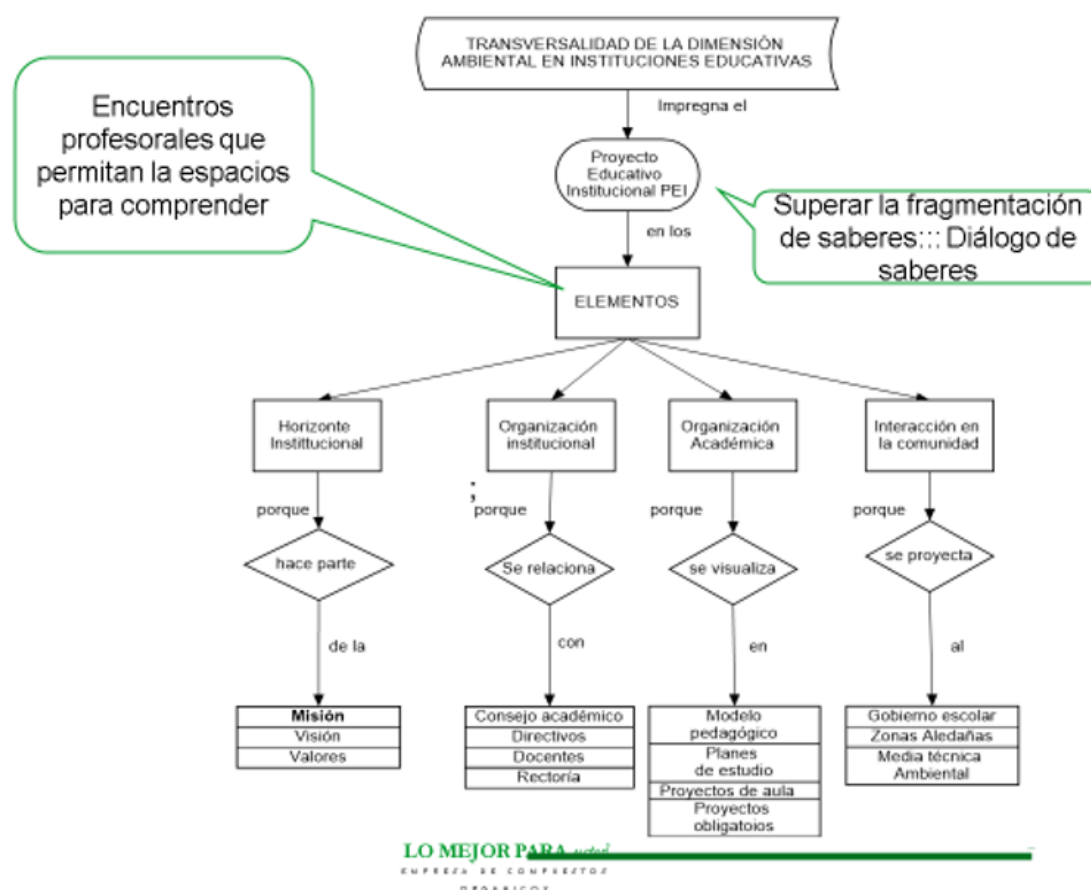 TRANSVERSALIDAD DE LA DIMENSIÓN
AMBIENTAL EN INSTITUCIONES EDUCATIVAS
Encuentros
profesorales que
permitan la espacios
para comprender
Impregna el
Proyecto
Educativo
Institucional PEI
Superar la fragmentación
de saberes::: Diálogo de
saberes
en los
ELEMENTOS
Horizonte
Instittucional
Organización
institucional
Organización
Académica
Interacción en
la comunidad
;
porque
porque
porque
porque
hace parte
Se relaciona
se visualiza
se proyecta
de la
con
en
al
Misión
Visión
Valores
Consejo académico
Directivos
Docentes
Rectoría
Modelo
pedagógico
Planes
de estudio
Proyectos de aula
Proyectos
obligatoios
Gobierno escolar
Zonas Aledañas
Media técnica
Ambiental
LO MEJOR PARA usted
EMPRESA DE COMPUESTOS
ORGANICOS